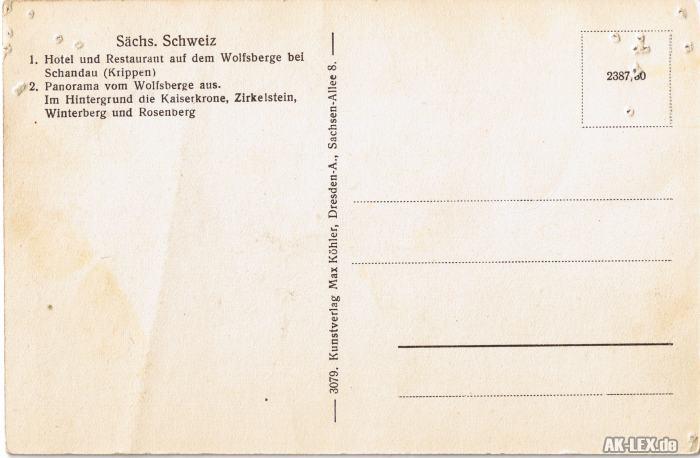 Sächs. Schweiz
1. Hotel und Restaurant auf dem Wolfsberge bei
Schandau (Krippen)
2. Panorama vom Wolfsberge aus.
Im Hintergrund die Kaiserkrone, Zirkelstein,
Winterberg und Rosenberg
3079. Kunstverlag Max Köhler, Dresden-A., Sachsen-Allee 8.
2387,30
AK-LEX.de